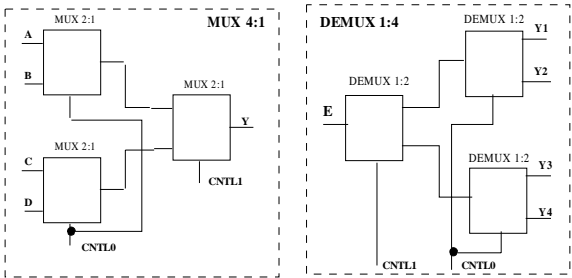 MUX 2:1
MUX 4:1
A
B
MUX 2:1
Y
MUX 2:1
C
D
CNTL1
CNTL0
DEMUX 1:4
DEMUX 1:2
Y1
Y2
DEMUX 1:2
E
DEMUX 1:2
Y3
Y4
CNTL1
CNTL0